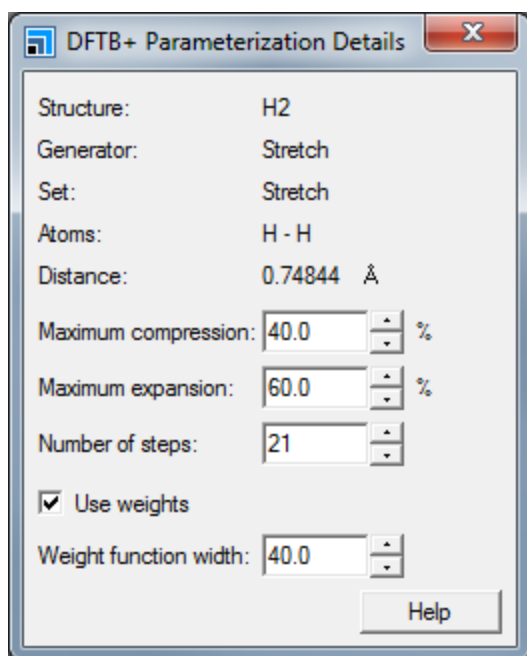 DFTB+ Parameterization Details
Structure: H2
Generator: Stretch
Set: Stretch
Atoms: H - H
Distance: 0.74844 Å
Maximum compression: 40.0 %
Maximum expansion: 60.0 %
Number of steps: 21
Use weights
Weight function width: 40.0
Help